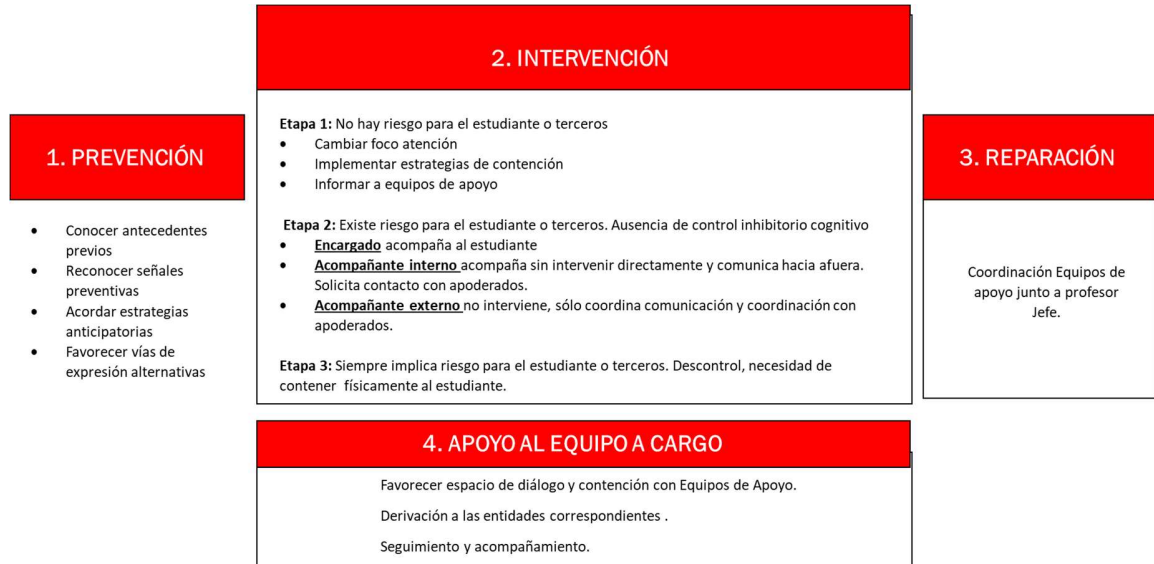 1. PREVENCIÓN
• Conocer antecedentes
previos
• Reconocer señales
preventivas
• Acordar estrategias
anticipatorias
• Favorecer vías de
expresión alternativas
2. INTERVENCIÓN
Etapa 1: No hay riesgo para el estudiante o terceros
• Cambiar foco atención
• Implementar estrategias de contención
• Informar a equipos de apoyo
Etapa 2: Existe riesgo para el estudiante o terceros. Ausencia de control inhibitorio cognitivo
• Encargado acompaña al estudiante
• Acompañante interno acompaña sin intervenir directamente y comunica hacia afuera.
Solicita contacto con apoderados.
• Acompañante externo no interviene, sólo coordina comunicación y coordinación con
apoderados.
Etapa 3: Siempre implica riesgo para el estudiante o terceros. Descontrol, necesidad de
contener físicamente al estudiante.
3. REPARACIÓN
Coordinación Equipos de
apoyo junto a profesor
Jefe.
4. APOYO AL EQUIPO A CARGO
Favorecer espacio de diálogo y contención con Equipos de Apoyo.
Derivación a las entidades correspondientes .
Seguimiento y acompañamiento.